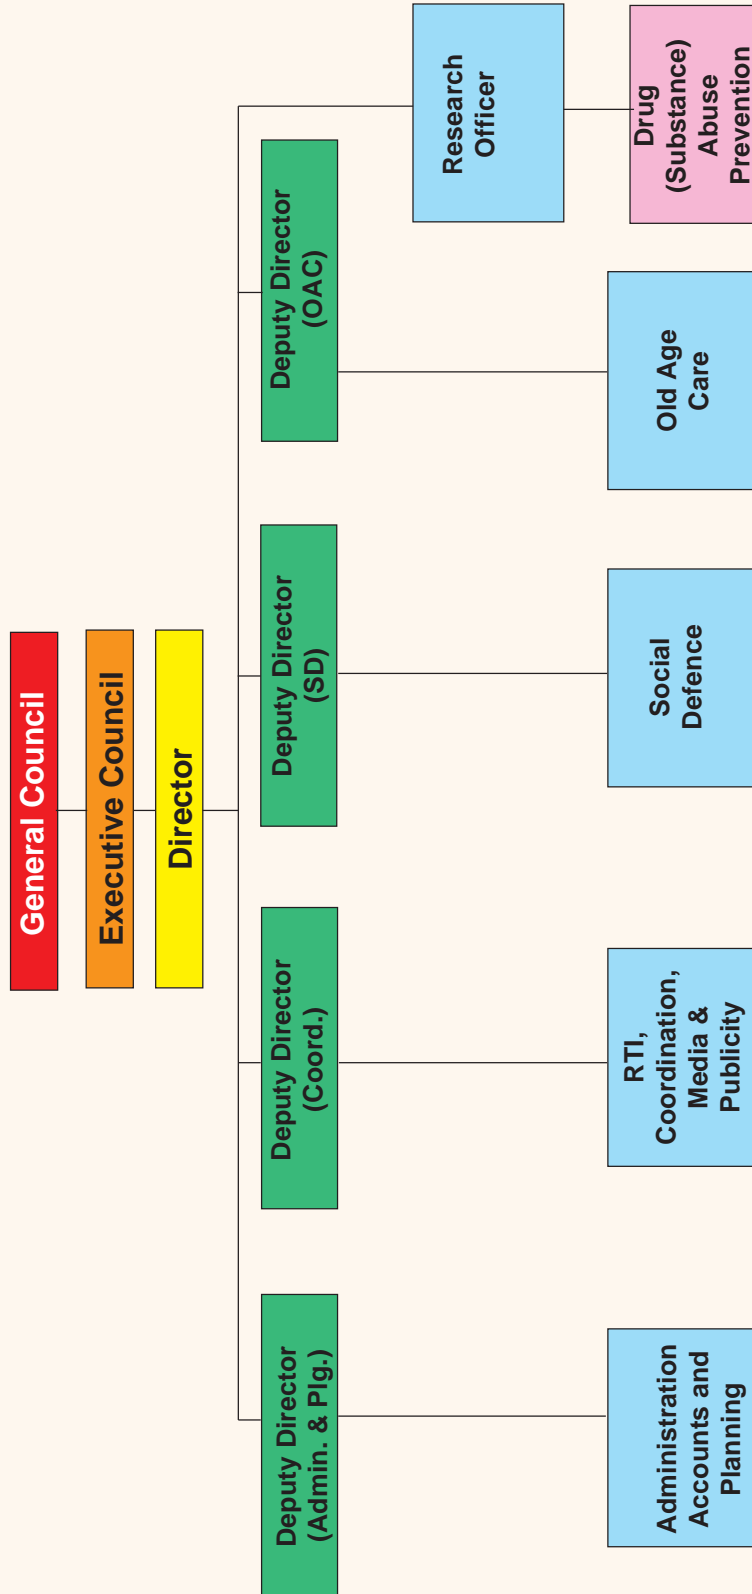 General Council
Executive Council
Director
Deputy Director
(Admin. & Plg.)
Deputy Director
(Coord.)
Deputy Director
(SD)
Deputy Director
(OAC)
Research
Officer
Administration
Accounts and
Planning
RTI,
Coordination,
Media &
Publicity
Social
Defence
Old Age
Care
Drug
(Substance)
Abuse
Prevention